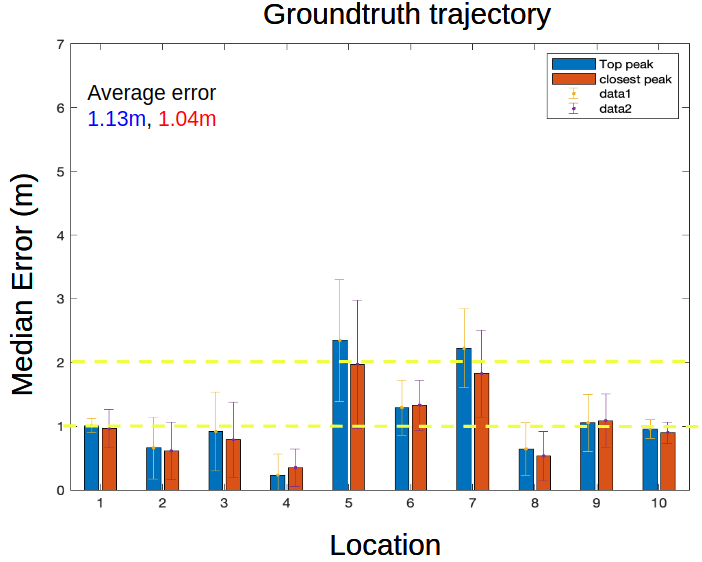 Groundtruth trajectory
7
6
5
4
3
2
1
0
Average error
1.13m, 1.04m
Top peak
closest peak
data1
data2
Median Error (m)
1 2 3 4 5 6 7 8 9 10
Location